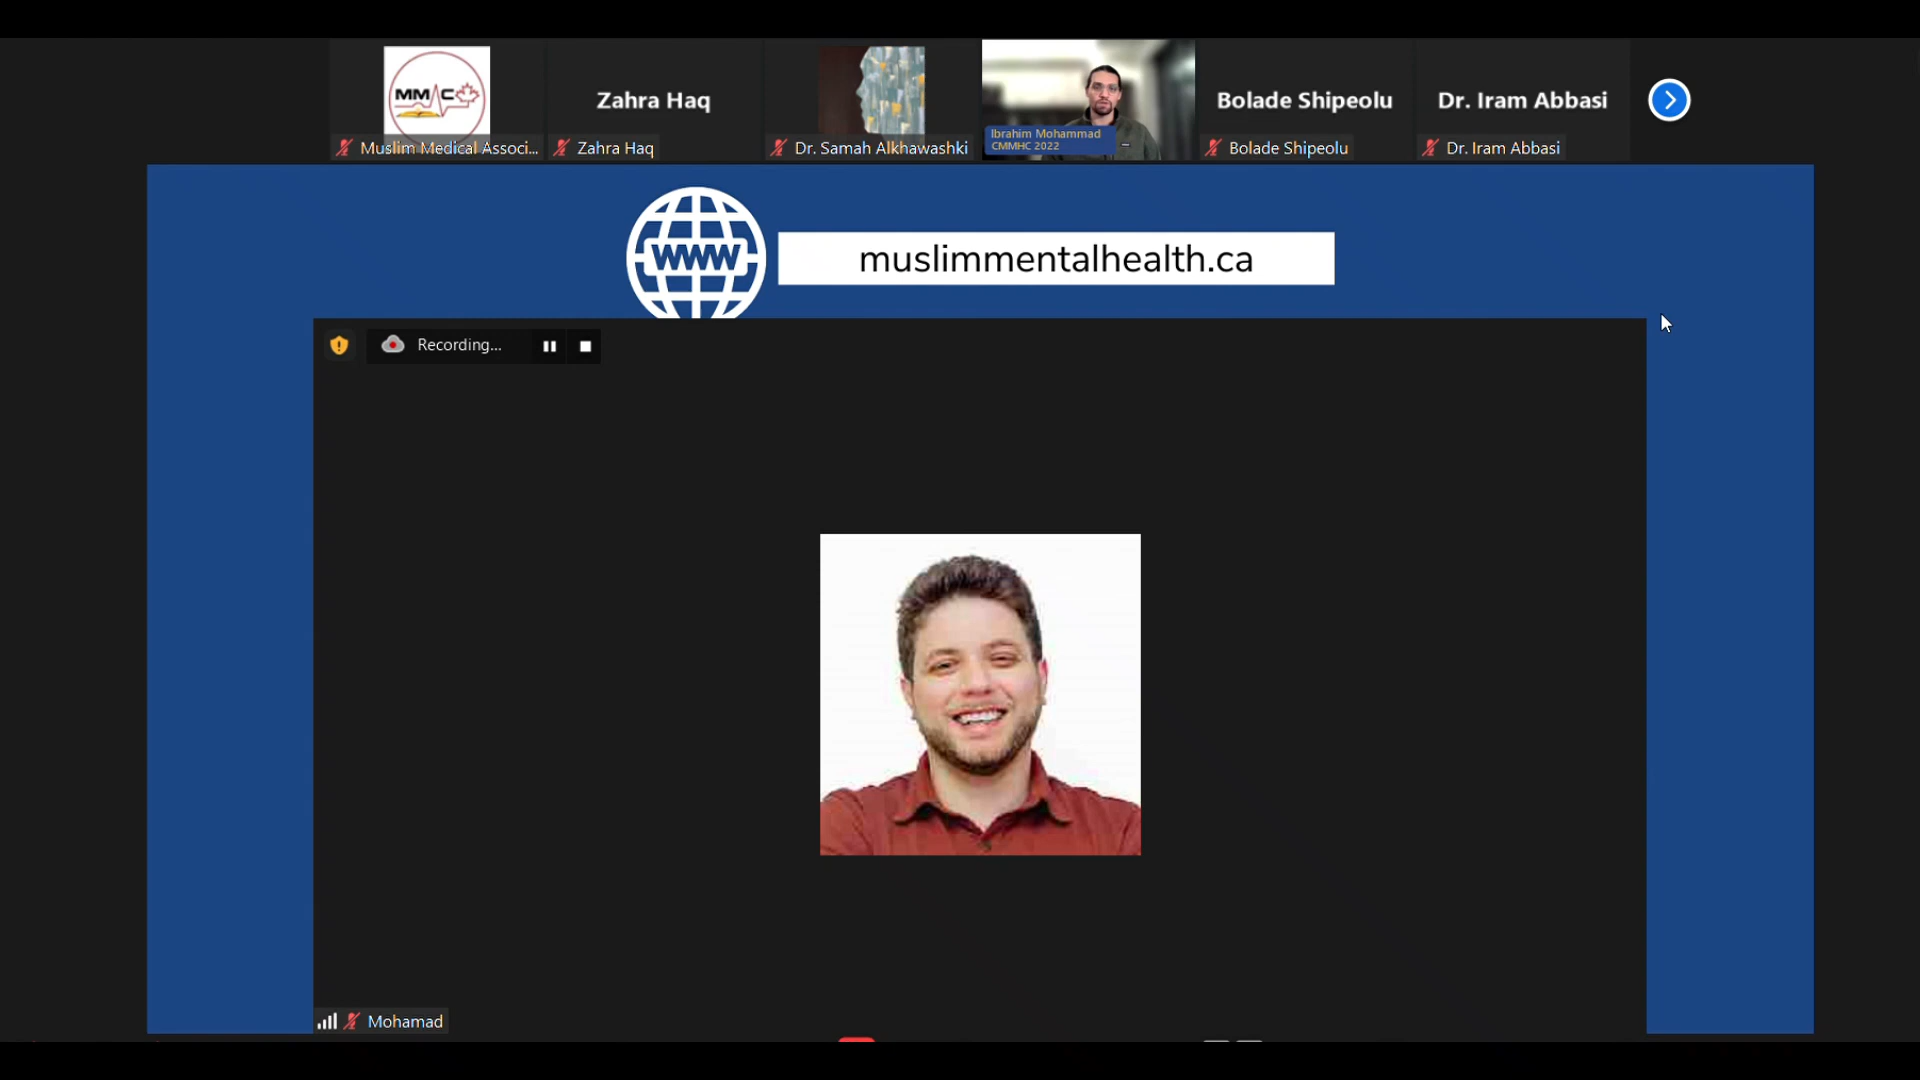 MMAC
Zahra Haq
Bolade Shipeolu
Dr. Iram Abbasi
Ibrahim Mohammad
CMMHC 2022
Muslim Medical Associ...
Zahra Haq
Dr. Samah Alkhawashki
Bolade Shipeolu
Dr. Iram Abbasi
WWW
muslimmentalhealth.ca
Recording...
Mohamad